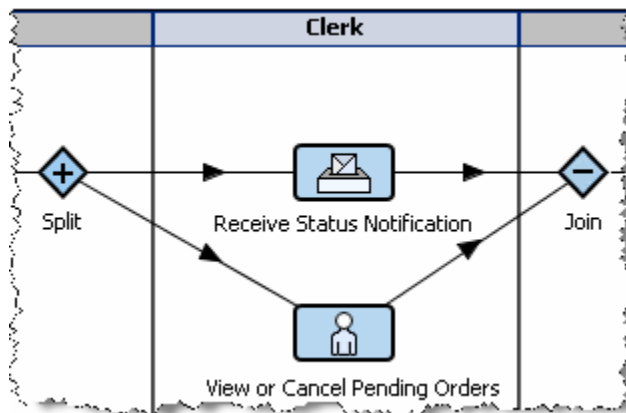 Clerk
Split
Receive Status Notification
Join
View or Cancel Pending Orders